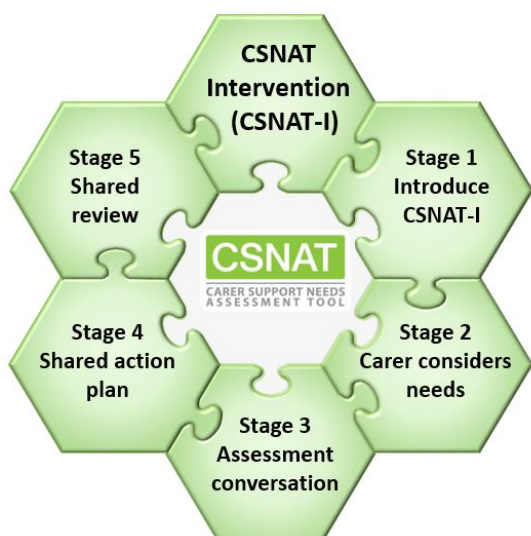 CSNAT
Intervention
(CSNAT-I)
Stage 1
Introduce
CSNAT-I
Stage 2
Carer considers
needs
Stage 3
Assessment
conversation
Stage 4
Shared action
plan
Stage 5
Shared
review
CSNAT
CARER SUPPORT NEEDS
ASSESSMENT TOOL